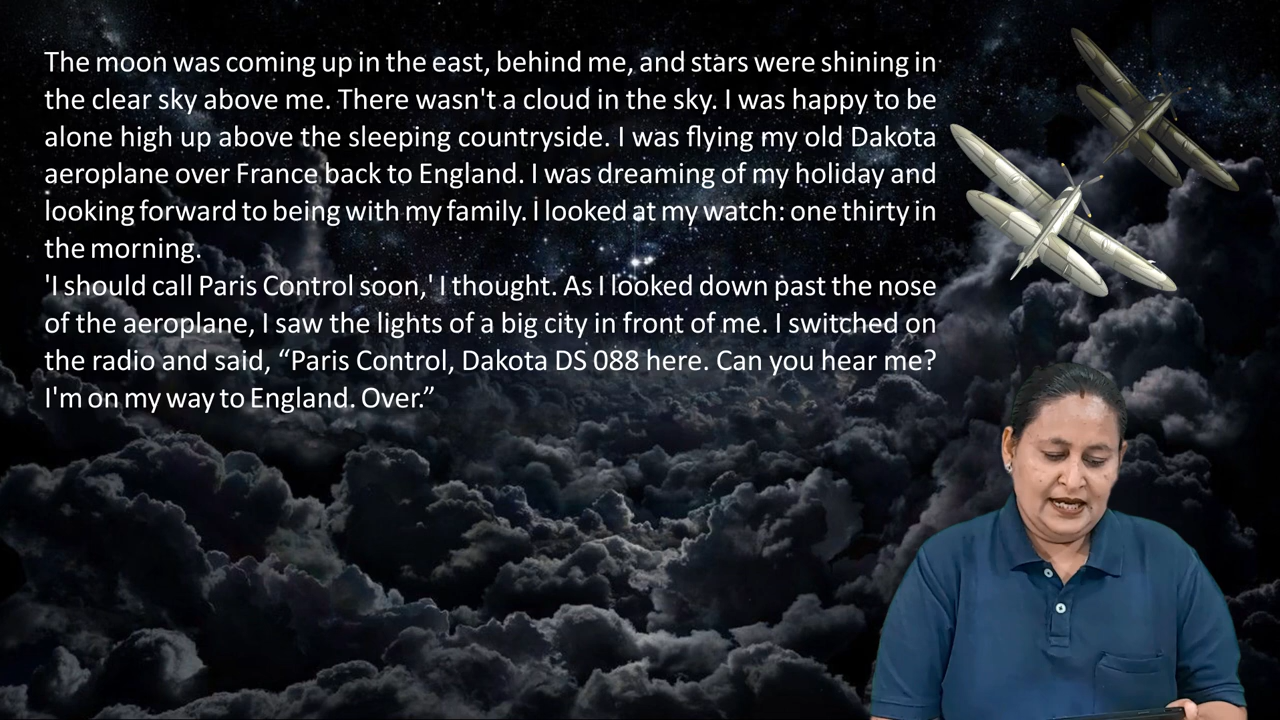 The moon was coming up in the east, behind me, and stars were shining in
the clear sky above me. There wasn't a cloud in the sky. I was happy to be
alone high up above the sleeping countryside. I was flying my old Dakota
aeroplane over France back to England. I was dreaming of my holiday and
looking forward to being with my family. I looked at my watch: one thirty in
the morning.
'I should call Paris Control soon,' I thought. As I looked down past the nose
of the aeroplane, I saw the lights of a big city in front of me. I switched on
the radio and said, “Paris Control, Dakota DS 088 here. Can you hear me?
I'm on my way to England. Over.”